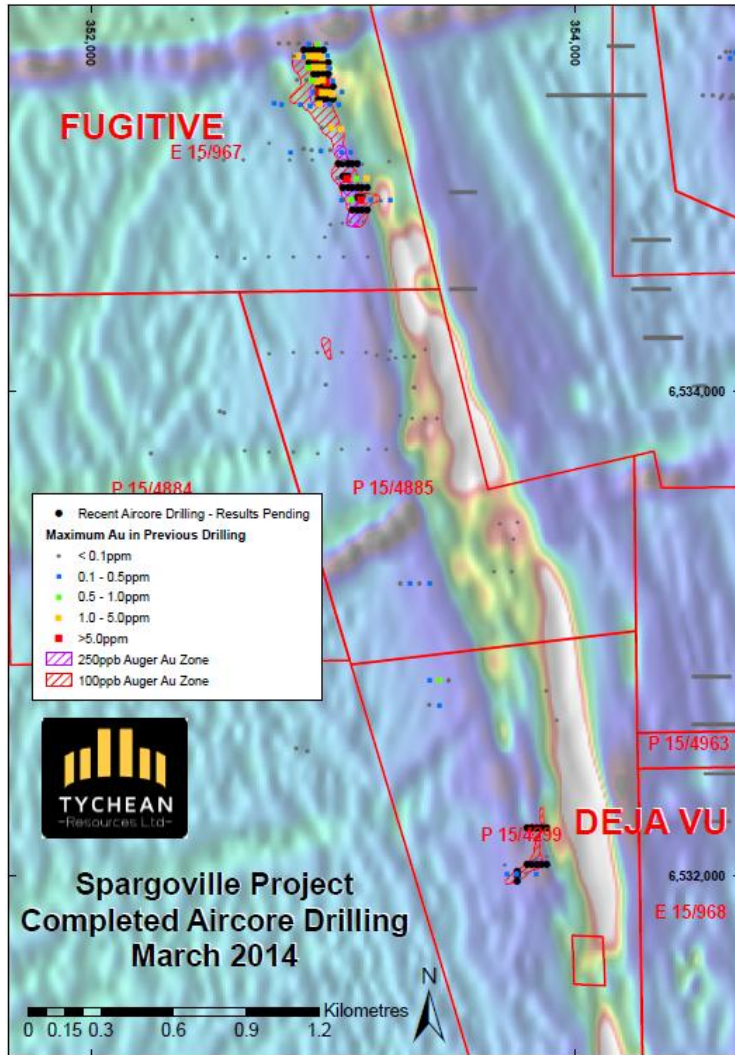 352,000
354,000
FUGITIVE
E 15/967
6,534,000
P 15/4884
P 15/4885
Recent Aircore Drilling - Results Pending
Maximum Au in Previous Drilling
< 0.1ppm
0.1 - 0.5ppm
0.5 - 1.0ppm
1.0 - 5.0ppm
>5.0ppm
250ppb Auger Au Zone
100ppb Auger Au Zone
P 15/4963
TYCHEAN
-Resources Ltd-
DEJA VU
P 15/4299
6,532,000
E 15/968
Spargoville Project
Completed Aircore Drilling
March 2014
N
Kilometres
0 0.15 0.3 0.6 0.9 1.2